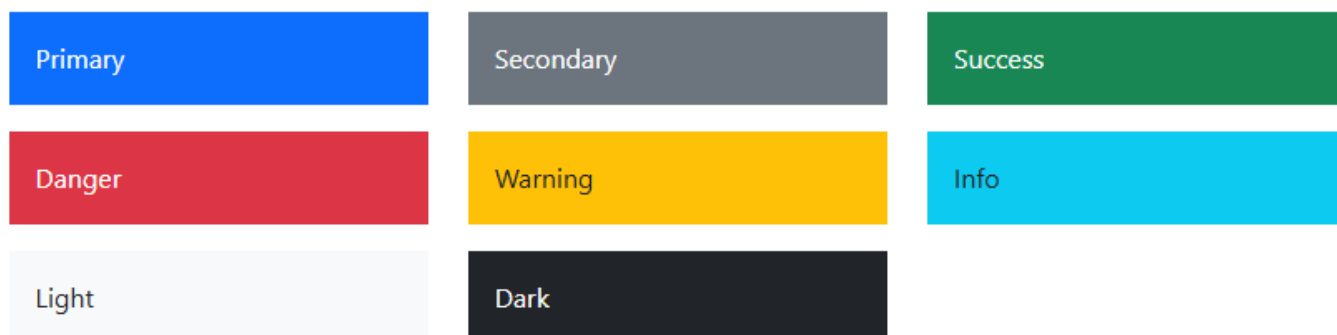 Primary
Secondary
Success
Danger
Warning
Info
Light
Dark